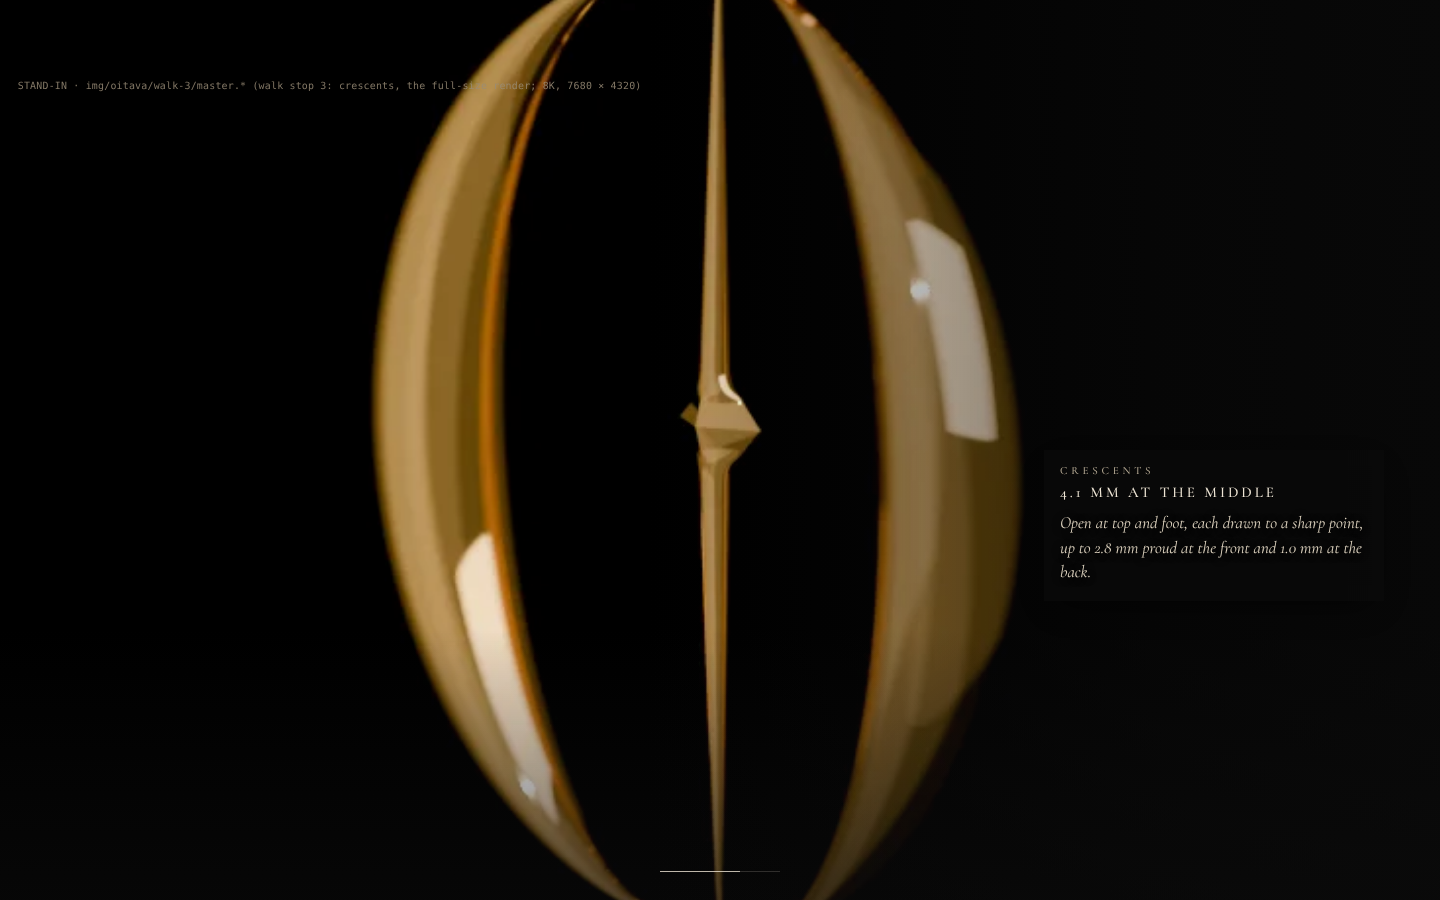 STAND-IN · img/oitava/walk-3/master.* (walk stop 3: crescents, the full-size render; 8K, 7680 × 4320)
CRESCENTS
4.1 MM AT THE MIDDLE
Open at top and foot, each drawn to a sharp point,
up to 2.8 mm proud at the front and 1.0 mm at the
back.